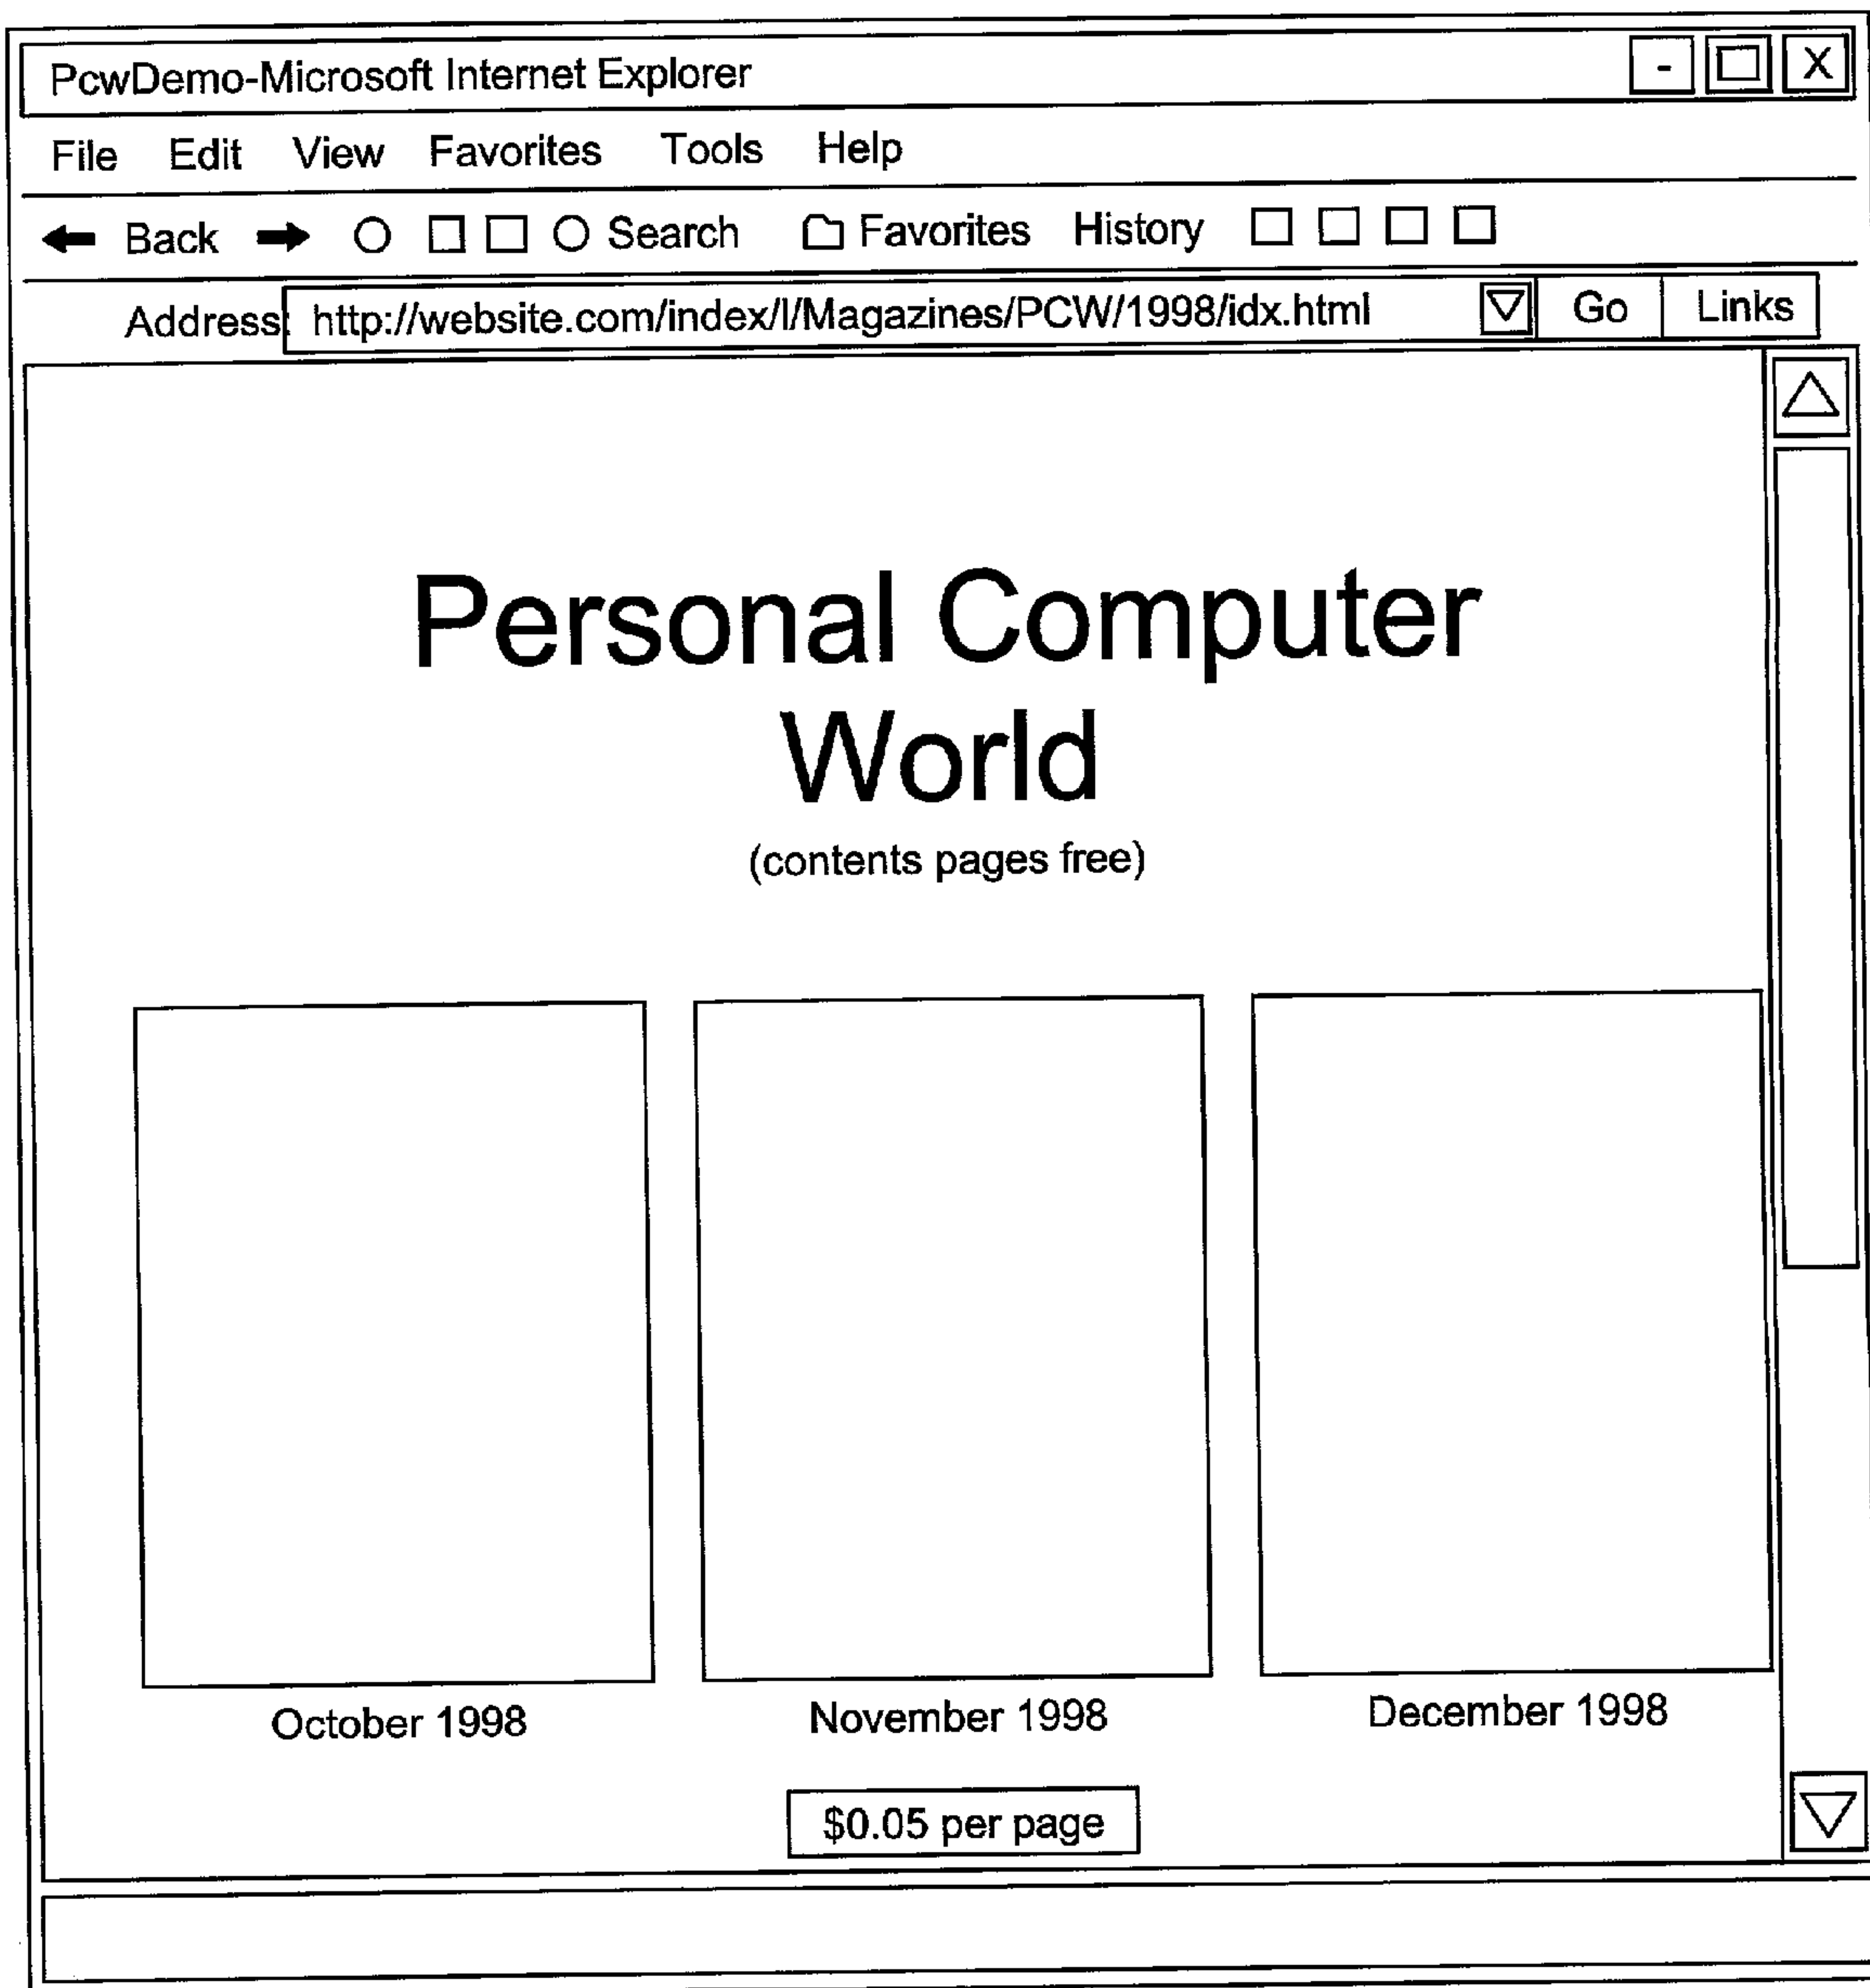 PcwDemo-Microsoft Internet Explorer - X
File Edit View Favorites Tools Help
Back Search Favorites History
Address: http://website.com/index/I/Magazines/PCW/1998/idx.html Go Links
Personal Computer
World
(contents pages free)
October 1998 November 1998 December 1998
$0.05 per page